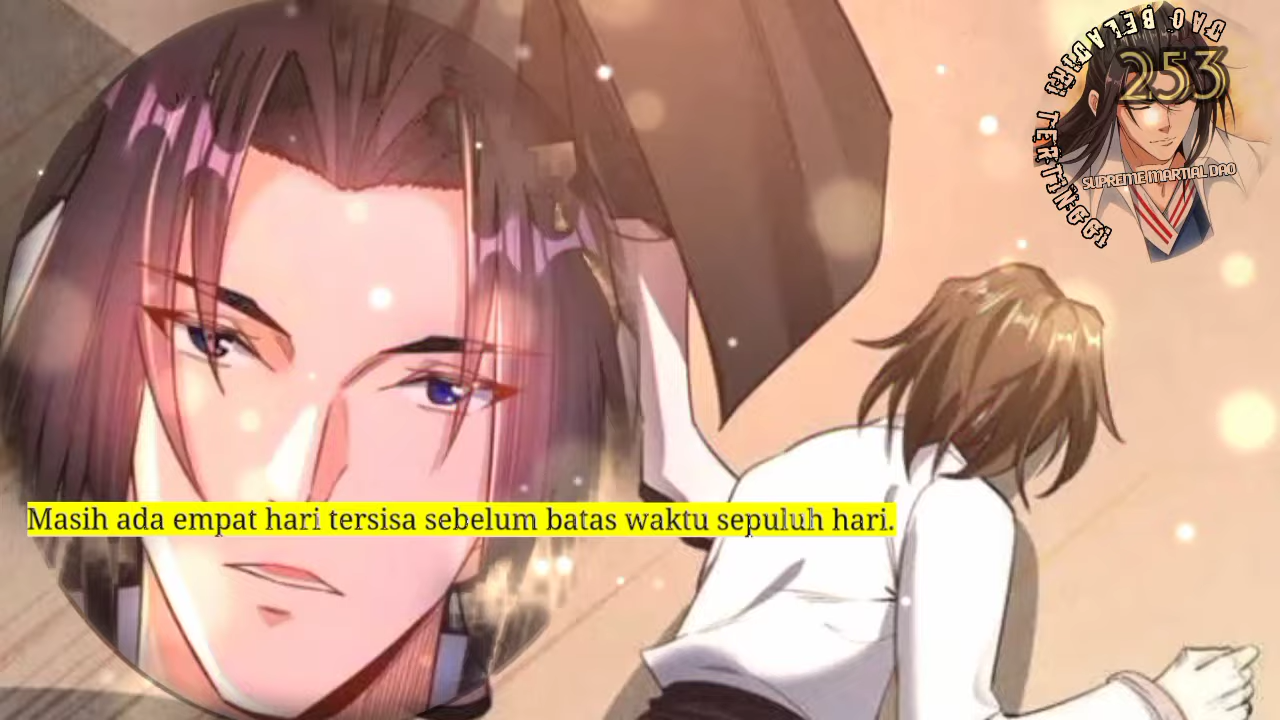 DAO BELADIRI TERTINGGI
253
SUPREME MARTIAL DAO
Masih ada empat hari tersisa sebelum batas waktu sepuluh hari.